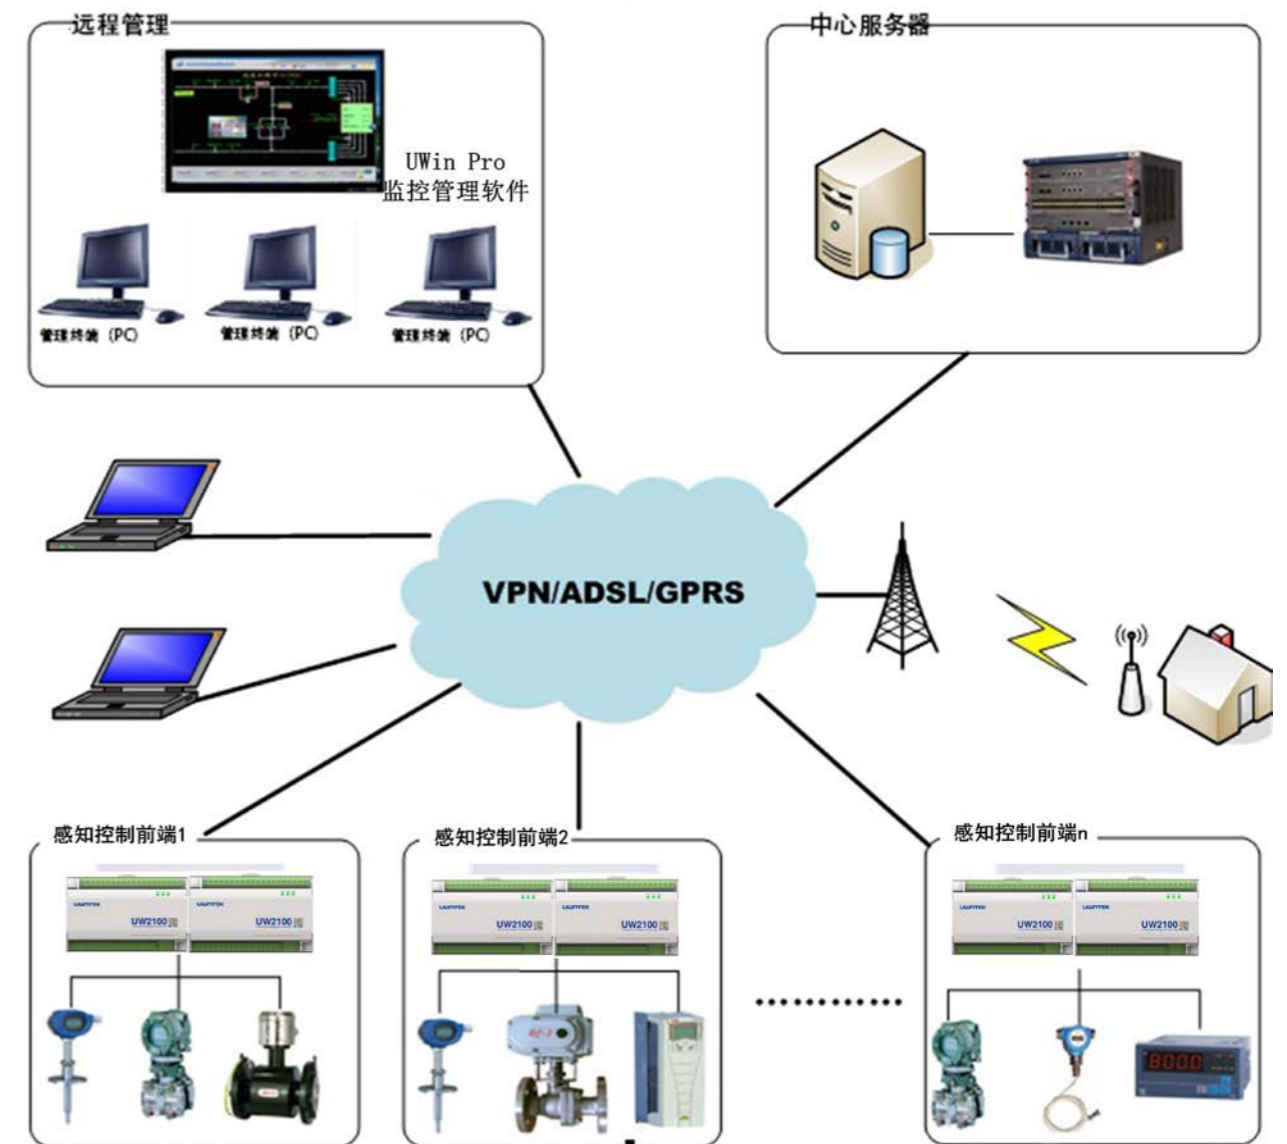 远程管理
中心服务器
UWin Pro
监控管理软件
管理终端 (PC)
管理终端 (PC)
管理终端 (PC)
VPN/ADSL/GPRS
感知控制前端1
感知控制前端2
感知控制前端n
UW2100
UW2100
UW2100
UW2100
UW2100
UW2100
800.0